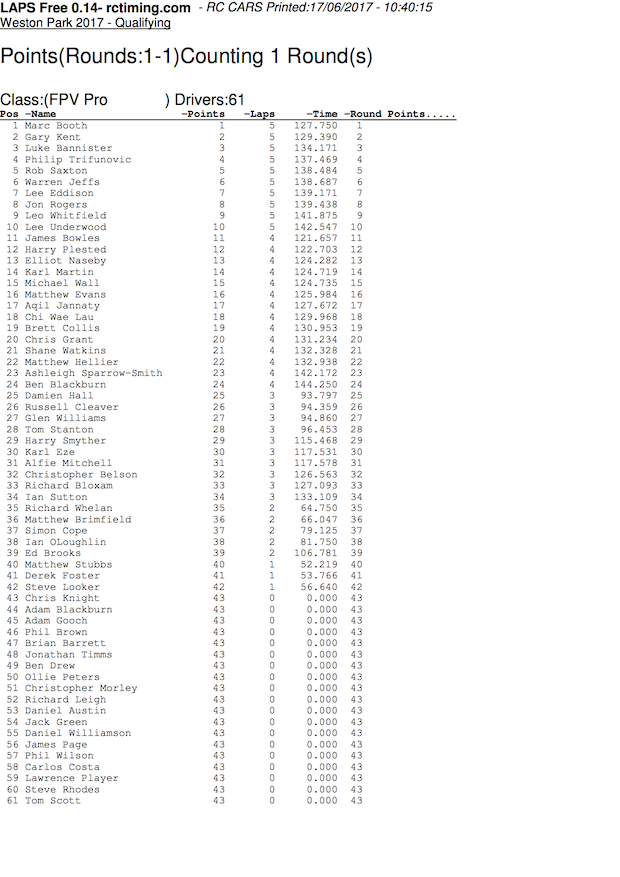 LAPS Free 0.14- rctiming.com - RC CARS Printed:17/06/2017 - 10:40:15
Weston Park 2017 - Qualifying
Points(Rounds:1-1)Counting 1 Round(s)
Class:(FPV Pro ) Drivers:61
Pos -Name -Points -Laps -Time -Round Points.....
1 Marc Booth 1 5 127.750 1
2 Gary Kent 2 5 129.390 2
3 Luke Bannister 3 5 134.171 3
4 Philip Trifunovic 4 5 137.469 4
5 Rob Saxton 5 5 138.484 5
6 Warren Jeffs 6 5 138.687 6
7 Lee Eddison 7 5 139.171 7
8 Jon Rogers 8 5 139.438 8
9 Leo Whitfield 9 5 141.875 9
10 Lee Underwood 10 5 142.547 10
11 James Bowles 11 4 121.657 11
12 Harry Plested 12 4 122.703 12
13 Elliot Naseby 13 4 124.282 13
14 Karl Martin 14 4 124.719 14
15 Michael Wall 15 4 124.735 15
16 Matthew Evans 16 4 125.984 16
17 Aqil Jannaty 17 4 127.672 17
18 Chi Wae Lau 18 4 129.968 18
19 Brett Collis 19 4 130.953 19
20 Chris Grant 20 4 131.234 20
21 Shane Watkins 21 4 132.328 21
22 Matthew Hellier 22 4 132.938 22
23 Ashleigh Sparrow-Smith 23 4 142.172 23
24 Ben Blackburn 24 4 144.250 24
25 Damien Hall 25 3 93.797 25
26 Russell Cleaver 26 3 94.359 26
27 Glen Williams 27 3 94.860 27
28 Tom Stanton 28 3 96.453 28
29 Harry Smyther 29 3 115.468 29
30 Karl Eze 30 3 117.531 30
31 Alfie Mitchell 31 3 117.578 31
32 Christopher Belson 32 3 126.563 32
33 Richard Bloxam 33 3 127.093 33
34 Ian Sutton 34 3 133.109 34
35 Richard Whelan 35 2 64.750 35
36 Matthew Brimfield 36 2 66.047 36
37 Simon Cope 37 2 79.125 37
38 Ian OLoughlin 38 2 81.750 38
39 Ed Brooks 39 2 106.781 39
40 Matthew Stubbs 40 1 52.219 40
41 Derek Foster 41 1 53.766 41
42 Steve Looker 42 1 56.640 42
43 Chris Knight 43 0 0.000 43
44 Adam Blackburn 43 0 0.000 43
45 Adam Gooch 43 0 0.000 43
46 Phil Brown 43 0 0.000 43
47 Brian Barrett 43 0 0.000 43
48 Jonathan Timms 43 0 0.000 43
49 Ben Drew 43 0 0.000 43
50 Ollie Peters 43 0 0.000 43
51 Christopher Morley 43 0 0.000 43
52 Richard Leigh 43 0 0.000 43
53 Daniel Austin 43 0 0.000 43
54 Jack Green 43 0 0.000 43
55 Daniel Williamson 43 0 0.000 43
56 James Page 43 0 0.000 43
57 Phil Wilson 43 0 0.000 43
58 Carlos Costa 43 0 0.000 43
59 Lawrence Player 43 0 0.000 43
60 Steve Rhodes 43 0 0.000 43
61 Tom Scott 43 0 0.000 43